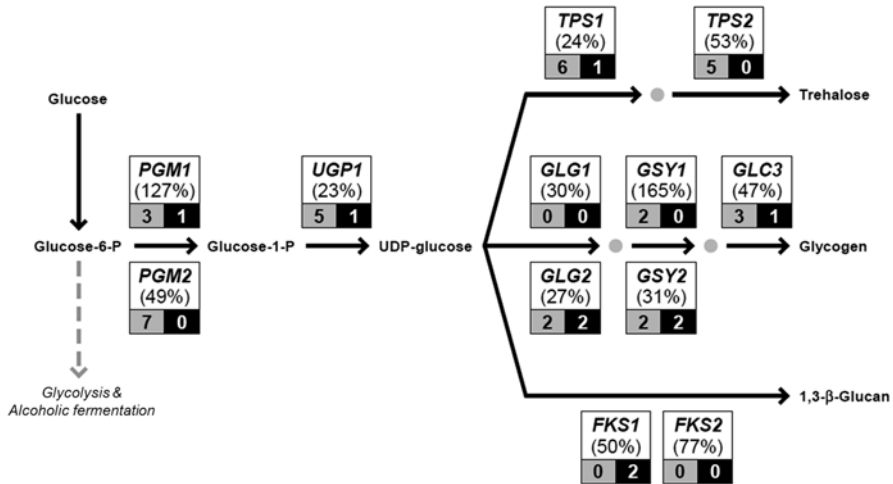 TPS1
(24%)
6 1
TPS2
(53%)
5 0
Glucose
Trehalose
PGM1
(127%)
3 1
UGP1
(23%)
5 1
GLG1
(30%)
0 0
GSY1
(165%)
2 0
GLC3
(47%)
3 1
Glucose-6-P
Glucose-1-P
UDP-glucose
Glycogen
PGM2
(49%)
7 0
GLG2
(27%)
2 2
GSY2
(31%)
2 2
Glycolysis &
Alcoholic fermentation
1,3-β-Glucan
FKS1
(50%)
0 2
FKS2
(77%)
0 0